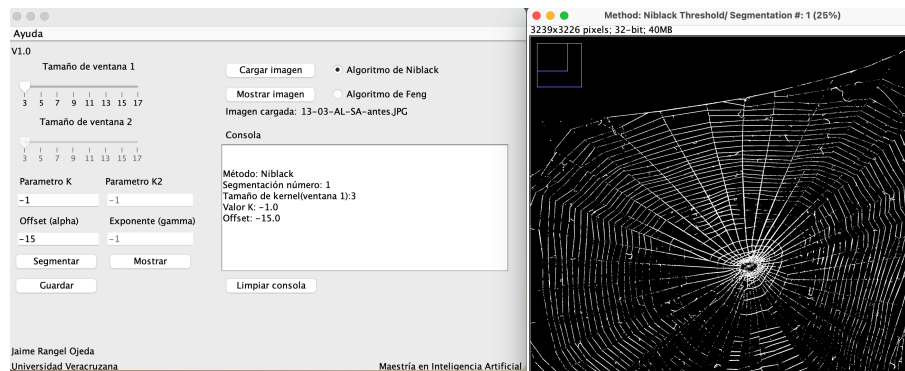 Ayuda
V1.0
Tamaño de ventana 1
3 5 7 9 11 13 15 17
Tamaño de ventana 2
3 5 7 9 11 13 15 17
Parametro K Parametro K2
-1 -1
Offset (alpha) Exponente (gamma)
-15 -1
Segmentar Mostrar
Guardar
Cargar imagen Algoritmo de Niblack
Mostrar imagen Algoritmo de Feng
Imagen cargada: 13-03-AL-SA-antes.JPG
Consola
Método: Niblack
Segmentación número: 1
Tamaño de kernel(ventana 1):3
Valor K: -1.0
Offset: -15.0
Limpiar consola
Jaime Rangel Ojeda
Universidad Veracruzana Maestría en Inteligencia Artificial
Method: Niblack Threshold/ Segmentation #: 1 (25%)
3239x3226 pixels; 32-bit; 40MB